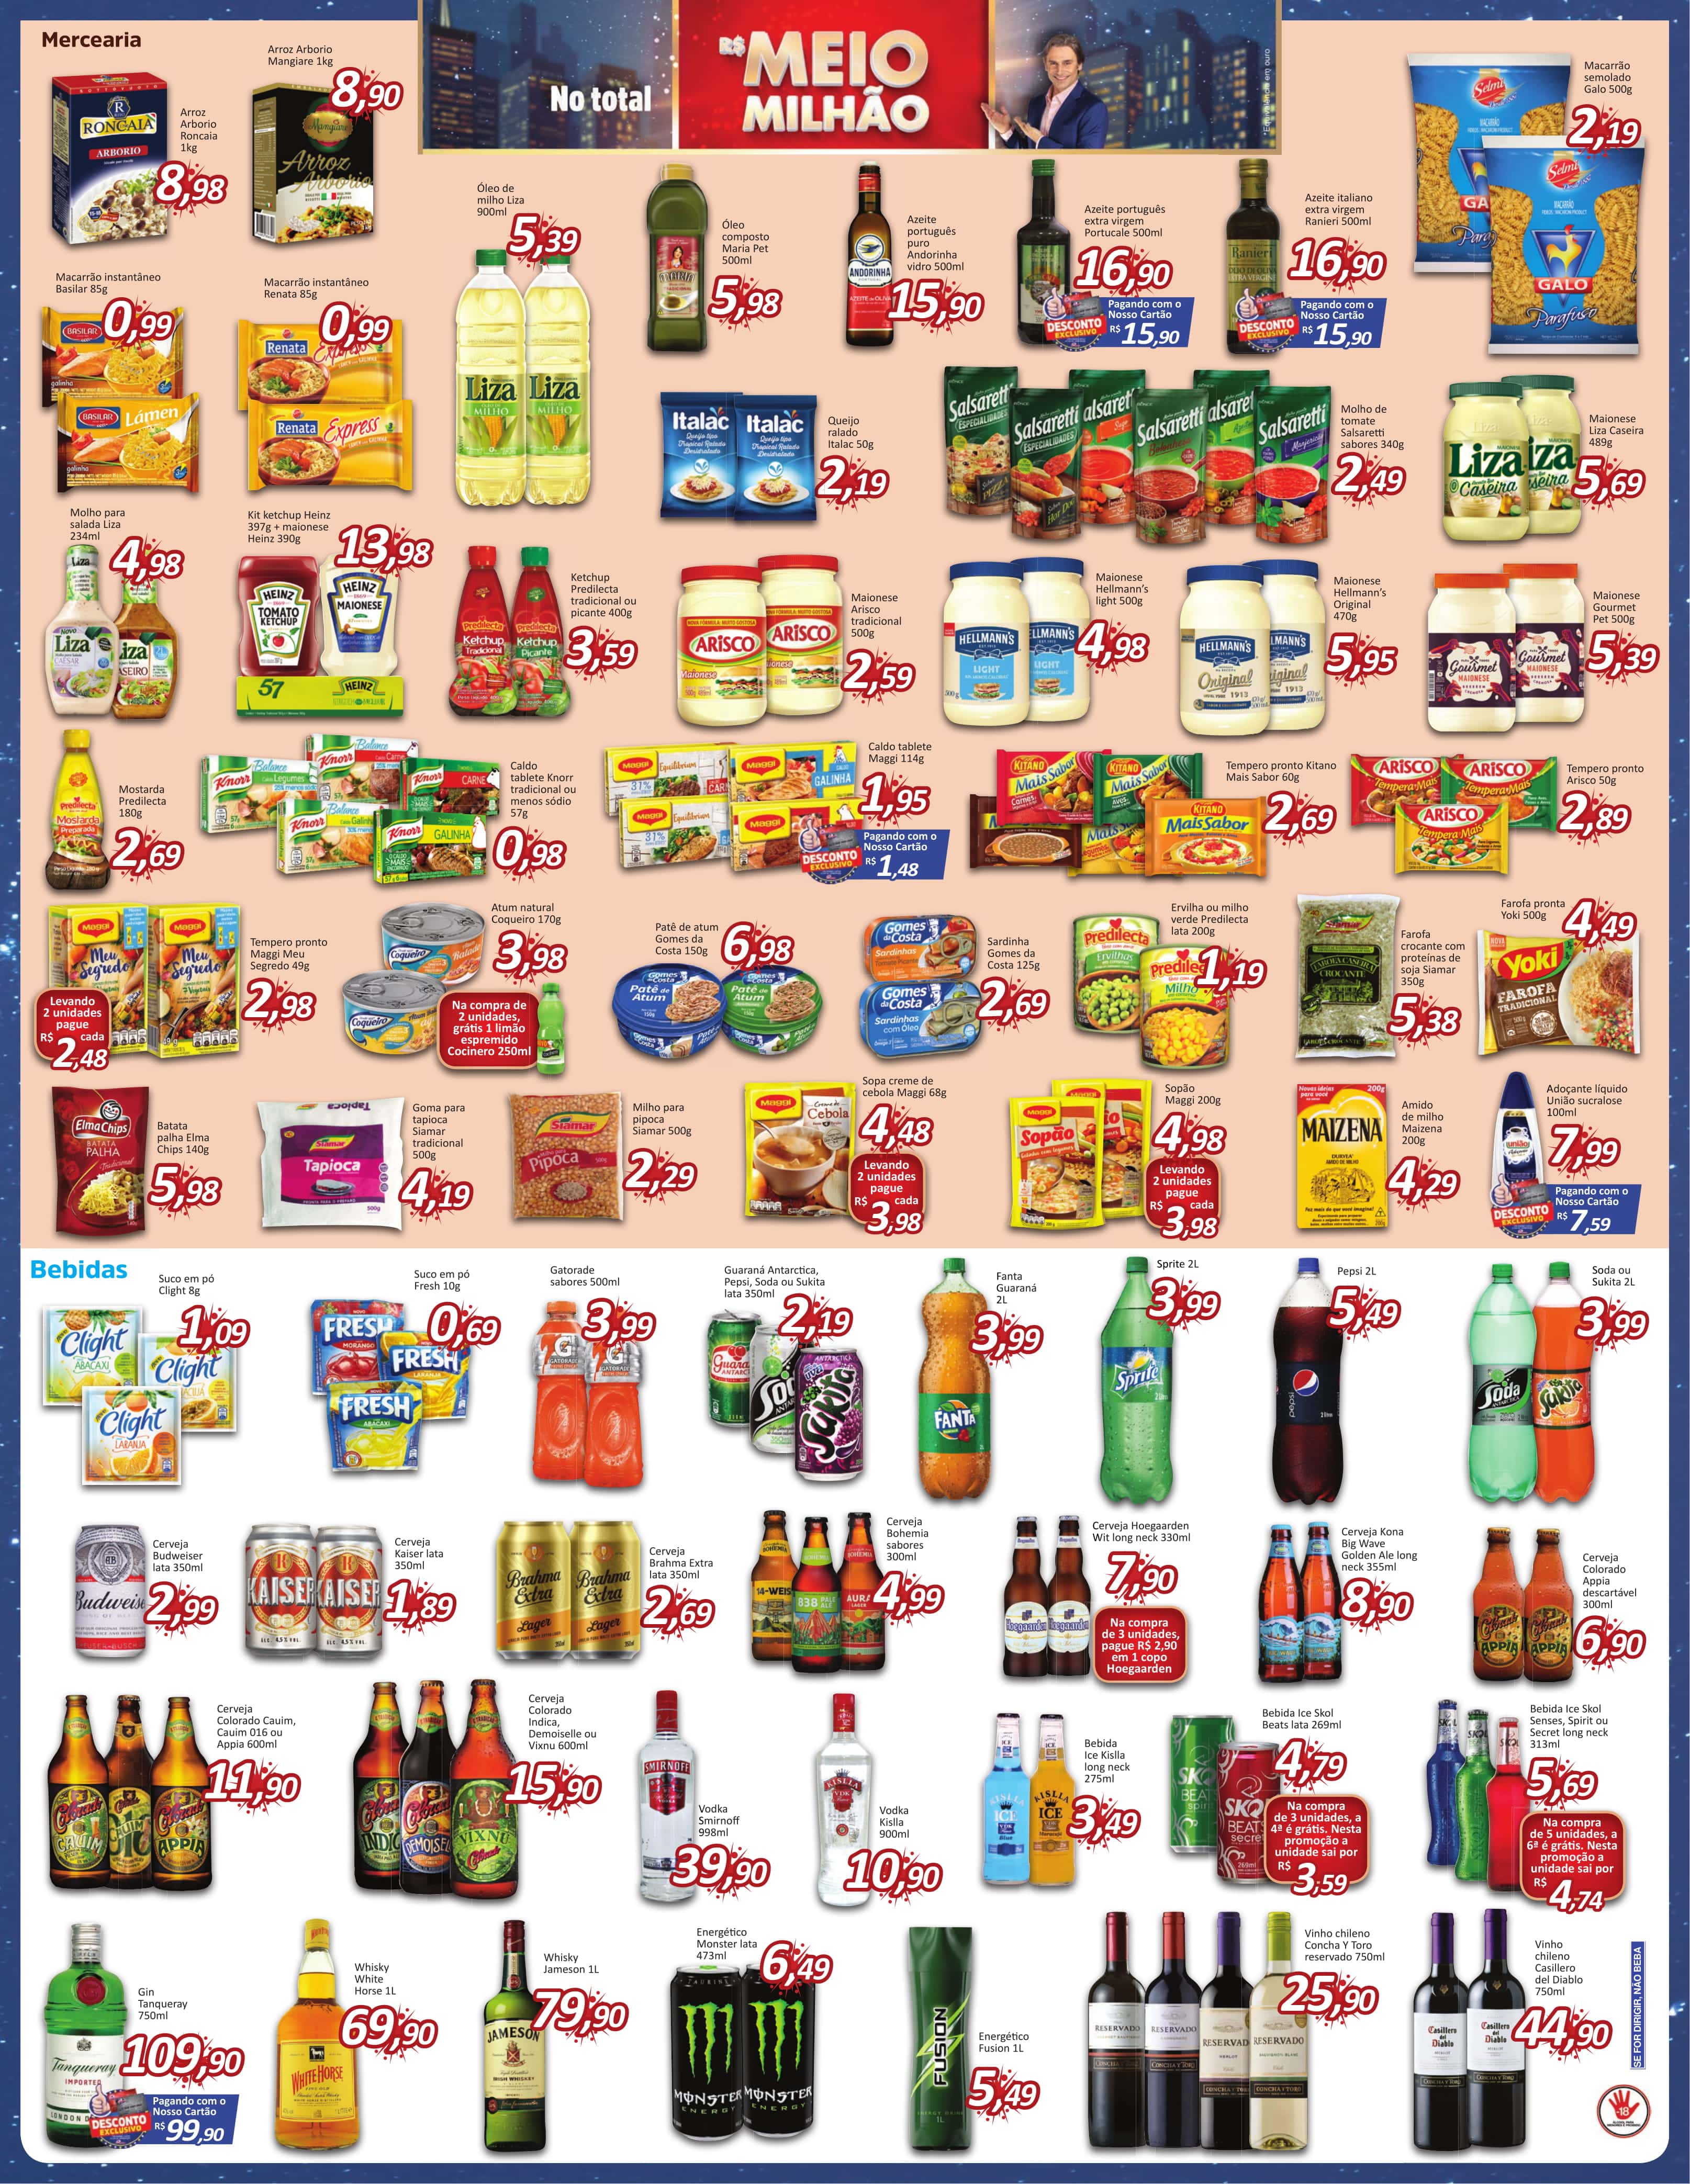 Mercearia
No total
R$ MEIO
MILHÃO
*Equivalência em ouro
Arroz
Arborio
Roncaia
1kg
8,98
Arroz Arborio
Mangiare 1kg
8,90
Óleo de
milho Liza
900ml
5,39
Óleo
composto
Maria Pet
500ml
5,98
Azeite
português
puro
Andorinha
vidro 500ml
15,90
Azeite português
extra virgem
Portucale 500ml
16,90
DESCONTO
EXCLUSIVO
Pagando com o
Nosso Cartão
R$ 15,90
Azeite italiano
extra virgem
Ranieri 500ml
16,90
DESCONTO
EXCLUSIVO
Pagando com o
Nosso Cartão
R$ 15,90
Macarrão
semolado
Galo 500g
2,19
Macarrão instantâneo
Basilar 85g
0,99
Macarrão instantâneo
Renata 85g
0,99
Queijo
ralado
Italac 50g
2,19
Molho de
tomate
Salsaretti
sabores 340g
2,49
Maionese
Liza Caseira
489g
5,69
Molho para
salada Liza
234ml
4,98
Kit ketchup Heinz
397g + maionese
Heinz 390g
13,98
Ketchup
Predilecta
tradicional ou
picante 400g
3,59
Maionese
Arisco
tradicional
500g
2,59
Maionese
Hellmann's
light 500g
4,98
Maionese
Hellmann's
Original
470g
5,95
Maionese
Gourmet
Pet 500g
5,39
Mostarda
Predilecta
180g
2,69
Caldo
tablete Knorr
tradicional ou
menos sódio
57g
0,98
Caldo tablete
Maggi 114g
1,95
DESCONTO
EXCLUSIVO
Pagando com o
Nosso Cartão
R$ 1,48
Tempero pronto Kitano
Mais Sabor 60g
2,69
Tempero pronto
Arisco 50g
2,89
Tempero pronto
Maggi Meu
Segredo 49g
2,98
Levando
2 unidades
pague
R$ cada
2,48
Atum natural
Coqueiro 170g
3,98
Na compra de
2 unidades,
grátis 1 limão
espremido
Cocinero 250ml
Patê de atum
Gomes da
Costa 150g
6,98
Sardinha
Gomes da
Costa 125g
2,69
Ervilha ou milho
verde Predilecta
lata 200g
1,19
Farofa
crocante com
proteínas de
soja Siamar
350g
5,38
Farofa pronta
Yoki 500g
4,49
Batata
palha Elma
Chips 140g
5,98
Goma para
tapioca
Siamar
tradicional
500g
4,19
Milho para
pipoca
Siamar 500g
2,29
Sopa creme de
cebola Maggi 68g
4,48
Levando
2 unidades
pague
R$ cada
3,98
Sopão
Maggi 200g
4,98
Levando
2 unidades
pague
R$ cada
3,98
Amido
de milho
Maizena
200g
4,29
Adoçante líquido
União sucralose
100ml
7,99
DESCONTO
EXCLUSIVO
Pagando com o
Nosso Cartão
R$ 7,59
Bebidas
Suco em pó
Clight 8g
1,09
Suco em pó
Fresh 10g
0,69
Gatorade
sabores 500ml
3,99
Guaraná Antarctica,
Pepsi, Soda ou Sukita
lata 350ml
2,19
Fanta
Guaraná
2L
3,99
Sprite 2L
3,99
Pepsi 2L
5,49
Soda ou
Sukita 2L
3,99
Cerveja
Budweiser
lata 350ml
2,99
Cerveja
Kaiser lata
350ml
1,89
Cerveja
Brahma Extra
lata 350ml
2,69
Cerveja
Bohemia
sabores
300ml
4,99
Cerveja Hoegaarden
Wit long neck 330ml
7,90
Na compra
de 3 unidades,
pague R$ 2,90
em 1 copo
Hoegaarden
Cerveja Kona
Big Wave
Golden Ale long
neck 355ml
8,90
Cerveja
Colorado
Appia
descartável
300ml
6,90
Cerveja
Colorado Cauim,
Cauim 016 ou
Appia 600ml
11,90
Cerveja
Colorado
Indica,
Demoiselle ou
Vixnu 600ml
15,90
Vodka
Smirnoff
998ml
39,90
Vodka
Kislla
900ml
10,90
Bebida
Ice Kislla
long neck
275ml
3,49
Bebida Ice Skol
Beats lata 269ml
4,79
Na compra
de 3 unidades, a
4ª é grátis. Nesta
promoção a
unidade sai por
R$
3,59
Bebida Ice Skol
Senses, Spirit ou
Secret long neck
313ml
5,69
Na compra
de 5 unidades, a
6ª é grátis. Nesta
promoção a
unidade sai por
R$
4,74
Gin
Tanqueray
750ml
109,90
DESCONTO
EXCLUSIVO
Pagando com o
Nosso Cartão
R$ 99,90
Whisky
White
Horse 1L
69,90
Whisky
Jameson 1L
79,90
Energético
Monster lata
473ml
6,49
Energético
Fusion 1L
5,49
Vinho chileno
Concha Y Toro
reservado 750ml
25,90
Vinho
chileno
Casillero
del Diablo
750ml
44,90
SE FOR DIRIGIR, NÃO BEBA
-18